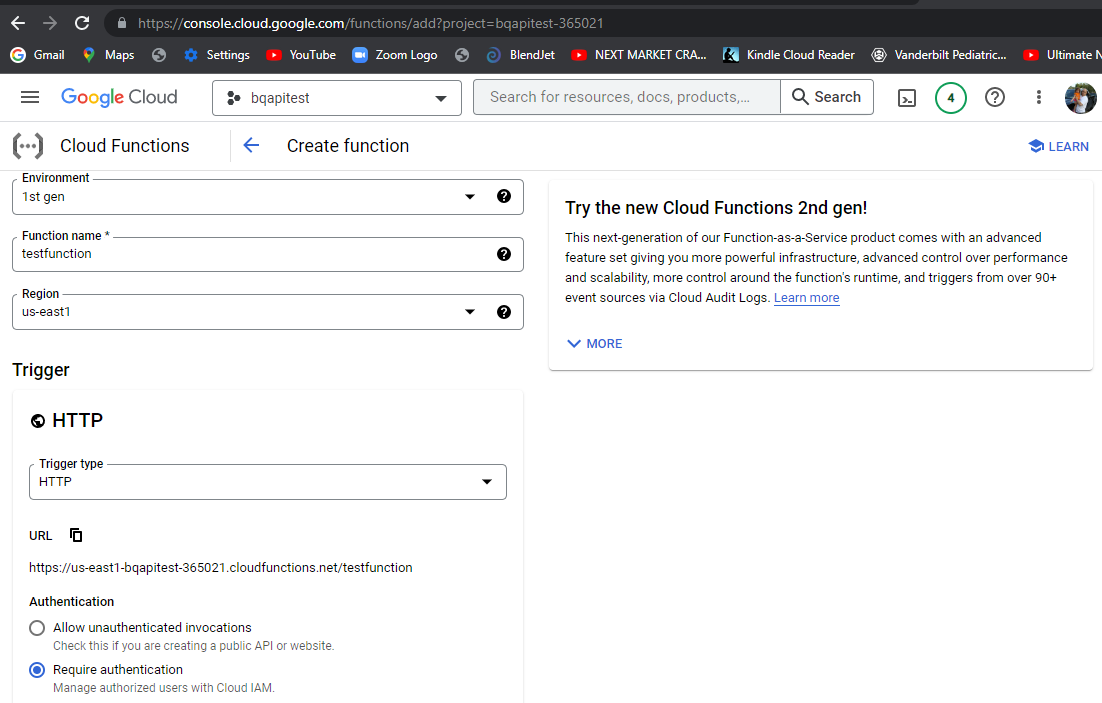 https://console.cloud.google.com/functions/add?project=bqapitest-365021
Gmail Maps Settings YouTube Zoom Logo BlendJet NEXT MARKET CRA... Kindle Cloud Reader Vanderbilt Pediatric... Ultimate N
Google Cloud bqapitest Search for resources, docs, products,... Search 4
Cloud Functions Create function LEARN
Environment
1st gen
Function name *
testfunction
Region
us-east1
Try the new Cloud Functions 2nd gen!
This next-generation of our Function-as-a-Service product comes with an advanced
feature set giving you more powerful infrastructure, advanced control over performance
and scalability, more control around the function's runtime, and triggers from over 90+
event sources via Cloud Audit Logs. Learn more
MORE
Trigger
HTTP
Trigger type
HTTP
URL
https://us-east1-bqapitest-365021.cloudfunctions.net/testfunction
Authentication
Allow unauthenticated invocations
Check this if you are creating a public API or website.
Require authentication
Manage authorized users with Cloud IAM.